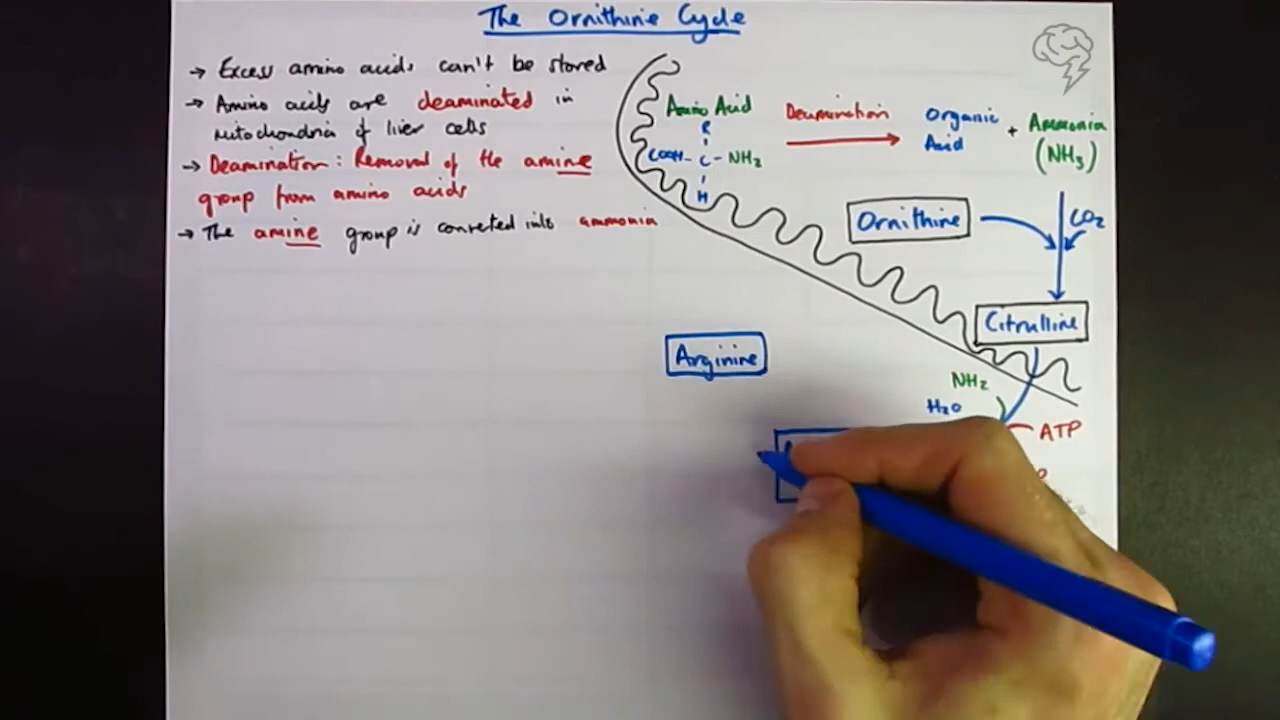 The Ornithine Cycle
→ Excess amino acids can't be stored
→ Amino acids are deaminated in
Mitochondria of liver cells
→ Deamination: Removal of the amine
group from amino acids
→ The amine group is converted into ammonia
Amino Acid
R
COOH-C-NH₂
H
Deamination
Organic
Acid
+
Ammonia
(NH₃)
Ornithine
CO₂
Citrulline
NH₂
H₂O
ATP
Arginine